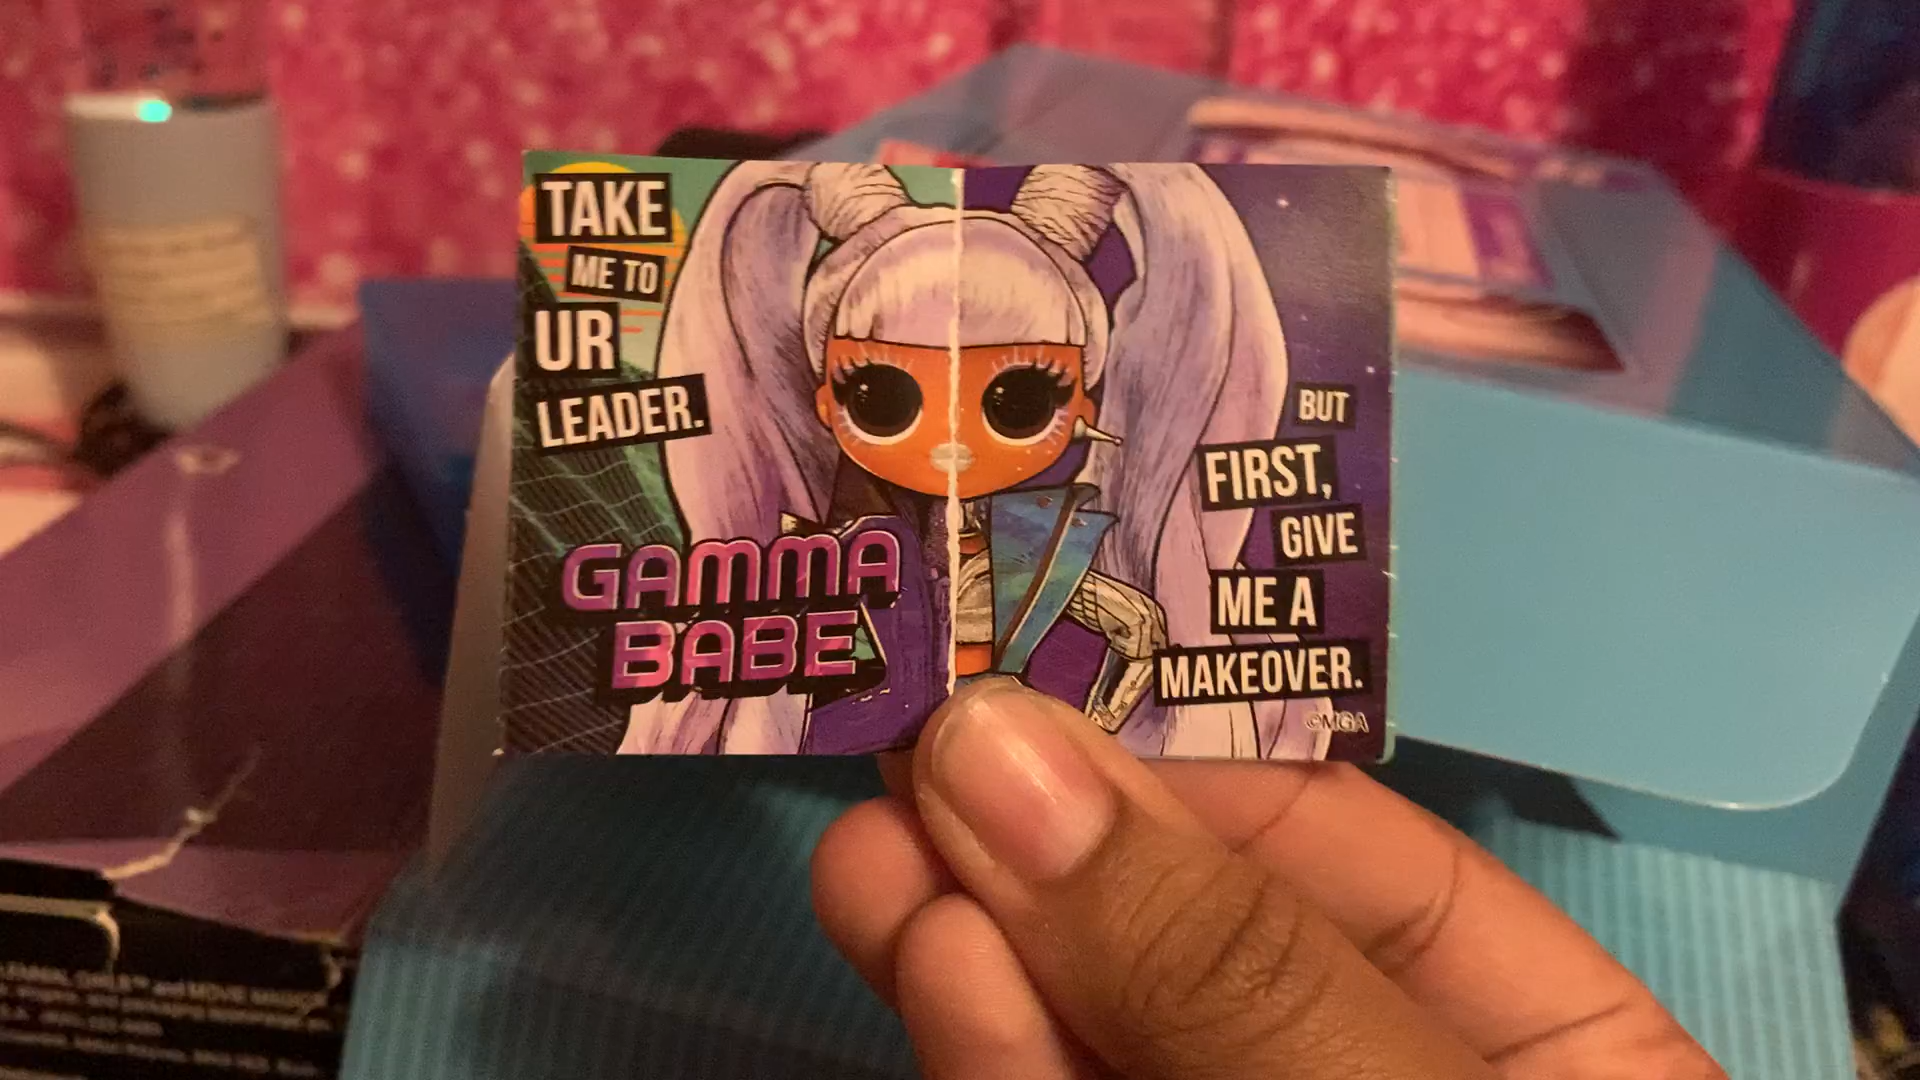 TAKE
ME TO
UR
LEADER.
GAMMA
BABE
BUT
FIRST,
GIVE
ME A
MAKEOVER.
©MGA